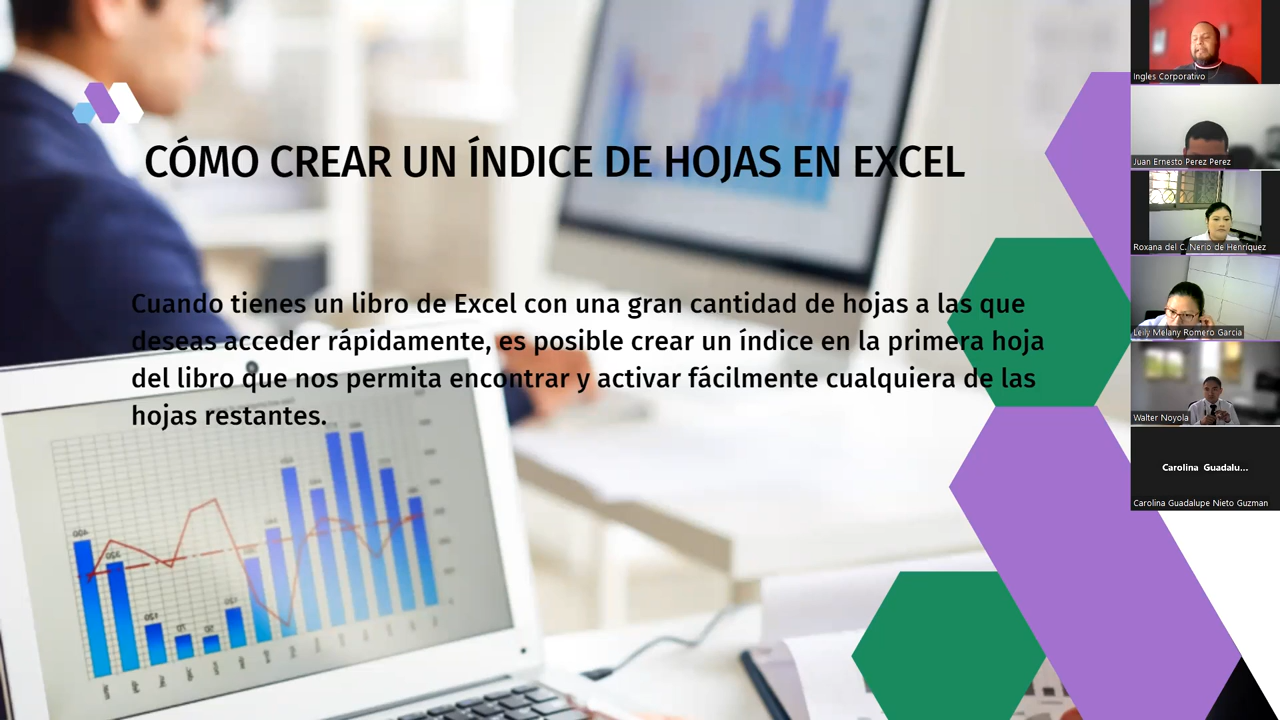 CÓMO CREAR UN ÍNDICE DE HOJAS EN EXCEL
Cuando tienes un libro de Excel con una gran cantidad de hojas a las que
deseas acceder rápidamente, es posible crear un índice en la primera hoja
del libro que nos permita encontrar y activar fácilmente cualquiera de las
hojas restantes.
Ingles Corporativo
Juan Ernesto Perez Perez
Roxana del C. Nerio de Henríquez
Leily Melany Romero Garcia
Walter Noyola
Carolina Guadalu...
Carolina Guadalupe Nieto Guzman